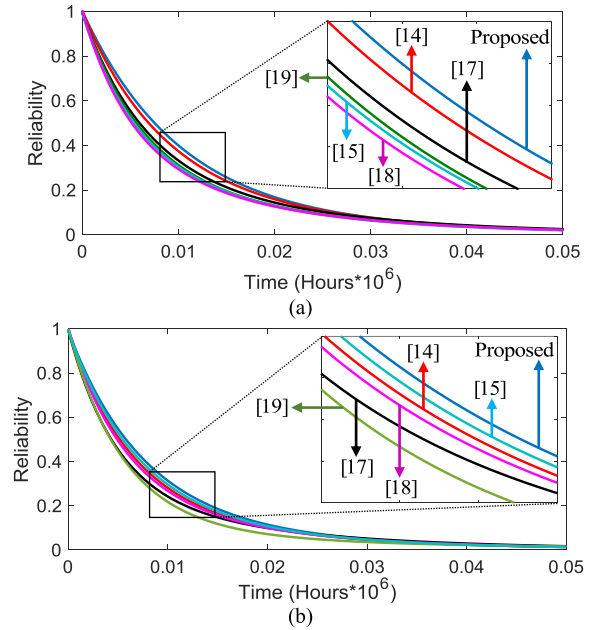 1
0.8
0.6
0.4
0.2
0
Reliability
[14]
Proposed
[19]
[17]
[15]
[18]
0 0.01 0.02 0.03 0.04 0.05
Time (Hours*10^6)
(a)
1
0.8
0.6
0.4
0.2
0
Reliability
[14]
Proposed
[15]
[19]
[17]
[18]
0 0.01 0.02 0.03 0.04 0.05
Time (Hours*10^6)
(b)